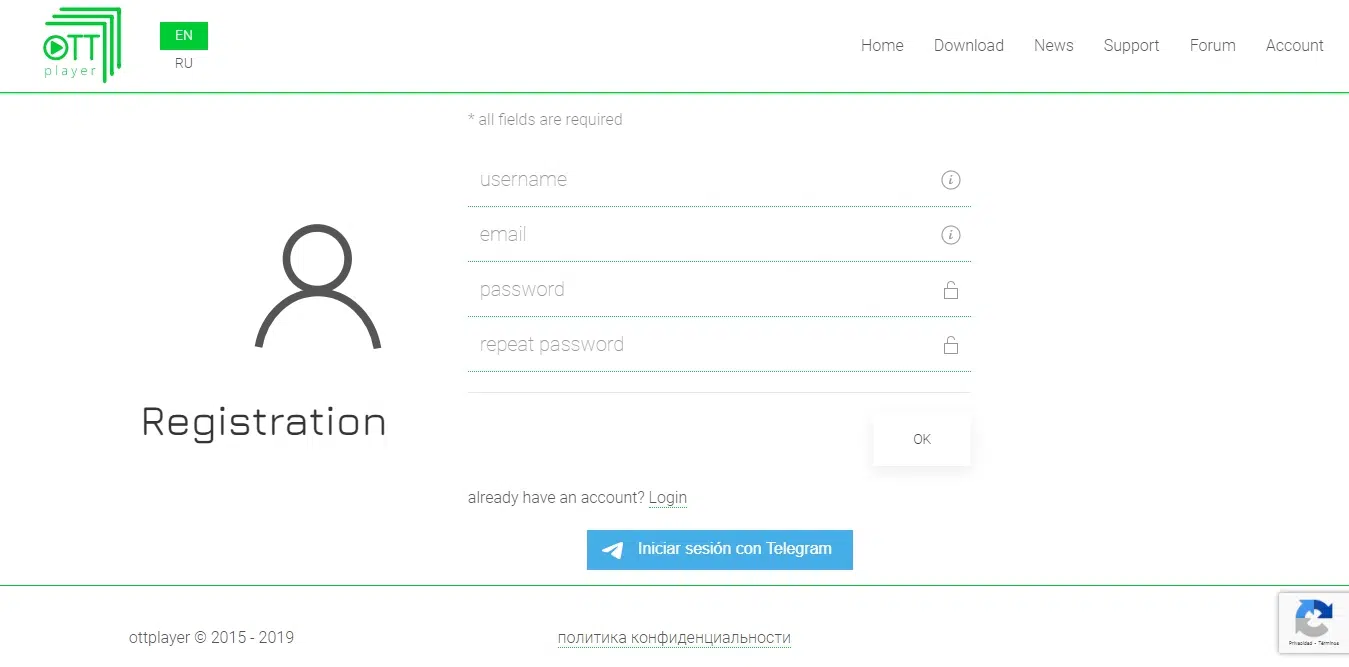 OTT
player
EN
RU
Home
Download
News
Support
Forum
Account
* all fields are required
username
email
password
repeat password
Registration
OK
already have an account? Login
Iniciar sesión con Telegram
ottplayer © 2015 - 2019
политика конфиденциальности
Privacidad - Términos